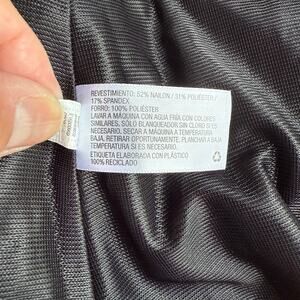 REVESTIMIENTO: 52% NAILON / 31% POLIÉSTER /
17% SPANDEX
FORRO: 100% POLIÉSTER
LAVAR A MÁQUINA CON AGUA FRÍA CON COLORES
SIMILARES, SÓLO BLANQUEADOR SIN CLORO SI ES
NECESARIO. SECAR A MÁQUINA A TEMPERATURA
BAJA, RETIRAR OPORTUNAMENTE. PLANCHAR A BAJA
TEMPERATURA SI ES NECESARIO.
ETIQUETA ELABORADA CON PLÁSTICO
100% RECICLADO